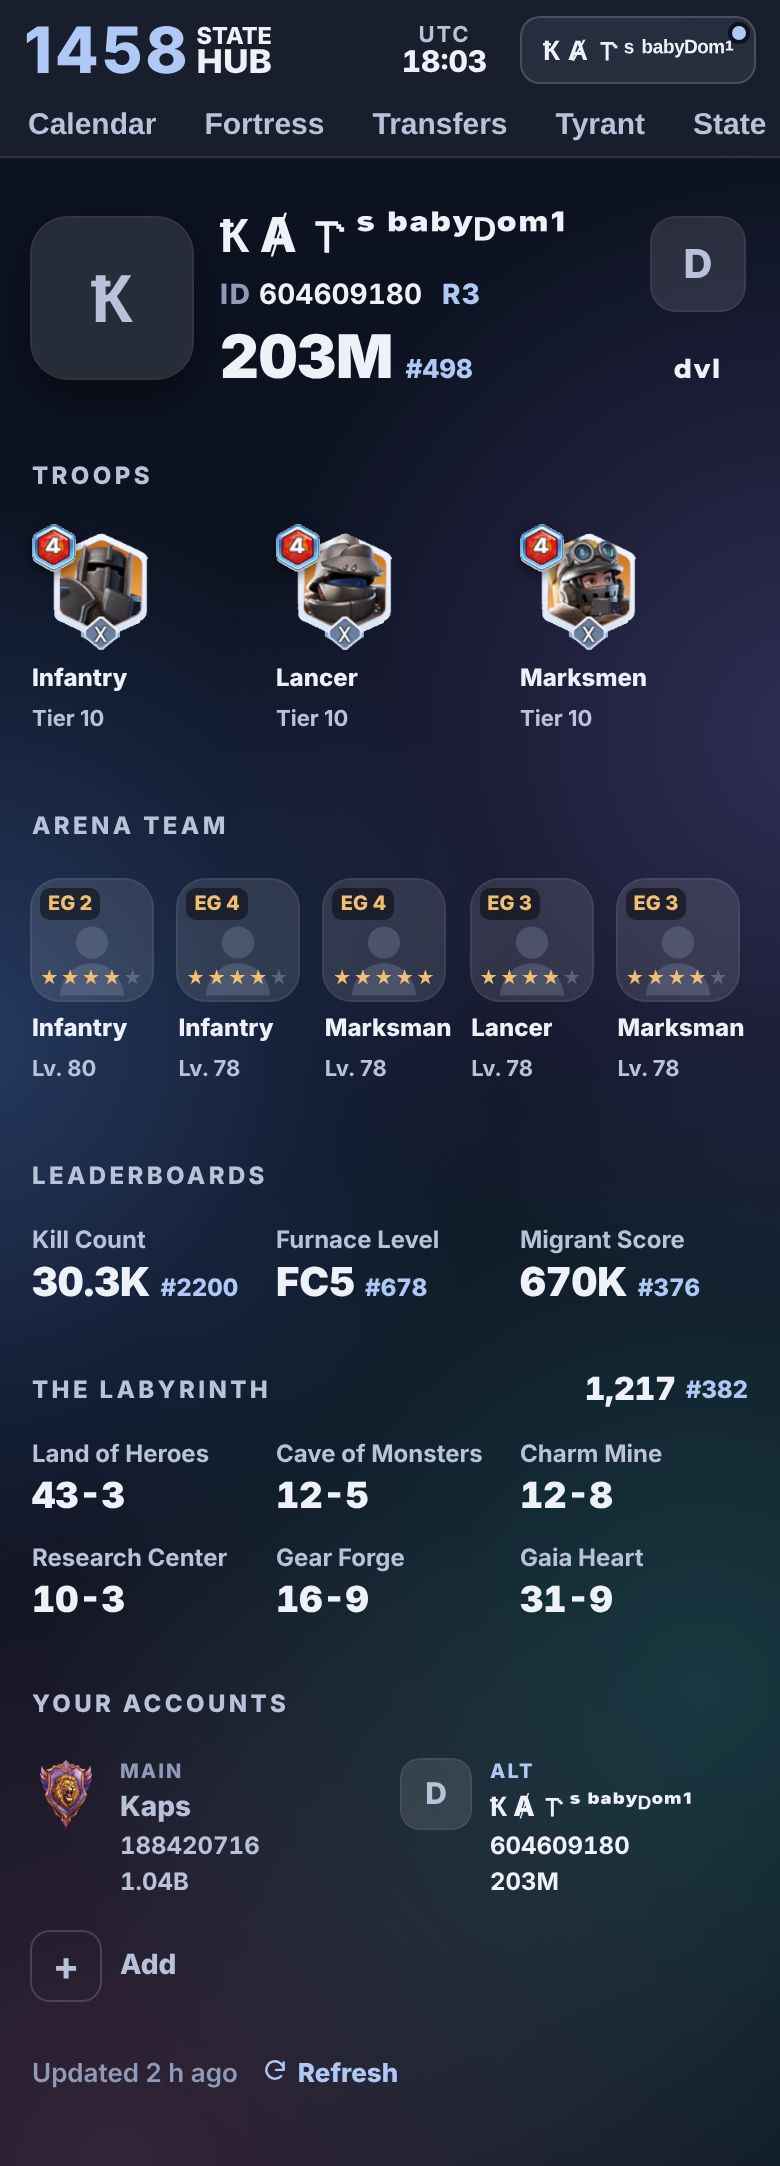 1458 STATE HUB
UTC
18:03
Ҟ Ⱥ ㄒˢ ᵇᵃᵇʸᴰᵒᵐ¹
Calendar Fortress Transfers Tyrant State
Ҟ
Ҟ Ⱥ ㄒˢ ᵇᵃᵇʸᴰᵒᵐ¹
D
ID 604609180 R3
203M #498
dvl
TROOPS
4 4 4
X X X
Infantry Lancer Marksmen
Tier 10 Tier 10 Tier 10
ARENA TEAM
EG 2 EG 4 EG 4 EG 3 EG 3
Infantry Infantry Marksman Lancer Marksman
Lv. 80 Lv. 78 Lv. 78 Lv. 78 Lv. 78
LEADERBOARDS
Kill Count Furnace Level Migrant Score
30.3K #2200 FC5 #678 670K #376
THE LABYRINTH 1,217 #382
Land of Heroes Cave of Monsters Charm Mine
43-3 12-5 12-8
Research Center Gear Forge Gaia Heart
10-3 16-9 31-9
YOUR ACCOUNTS
MAIN
Kaps
188420716
1.04B
D
ALT
Ҟ Ⱥ ㄒˢ ᵇᵃᵇʸᴰᵒᵐ¹
604609180
203M
+ Add
Updated 2 h ago Refresh